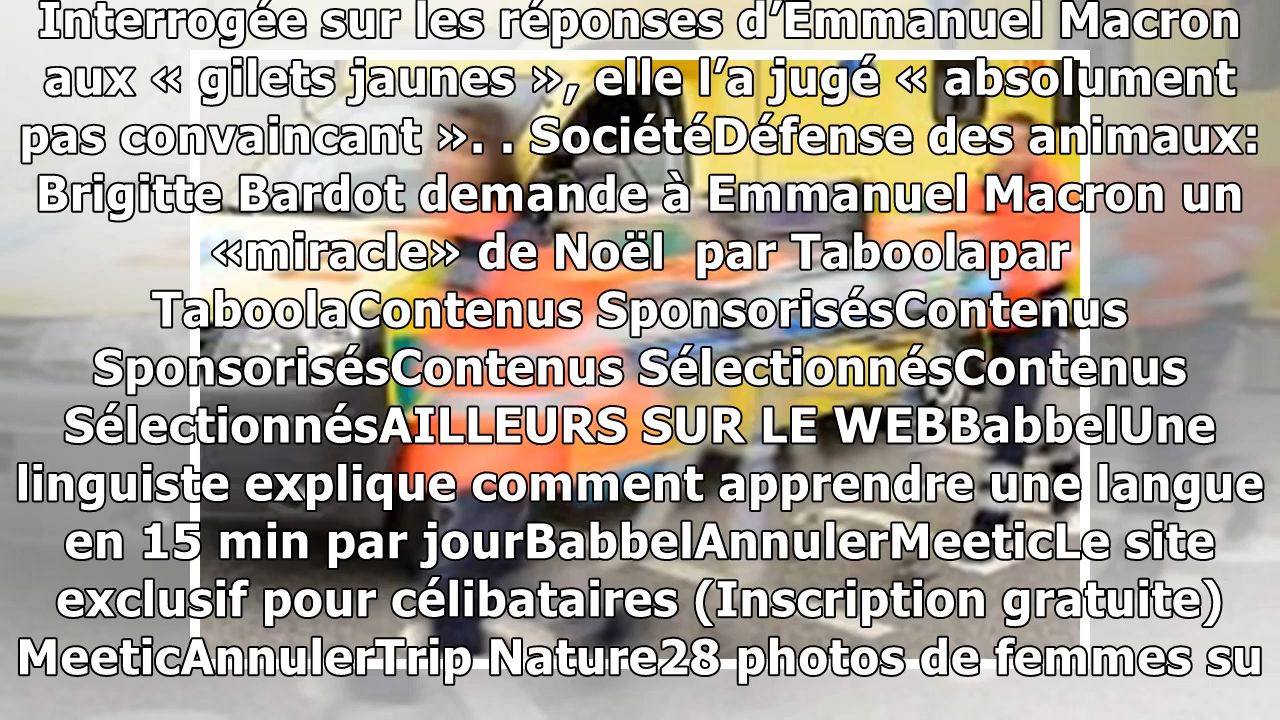 Interrogée sur les réponses d’Emmanuel Macron
aux « gilets jaunes », elle l’a jugé « absolument
pas convaincant ». . SociétéDéfense des animaux:
Brigitte Bardot demande à Emmanuel Macron un
«miracle» de Noël  par Taboolapar
TaboolaContenus SponsorisésContenus
SponsorisésContenus SélectionnésContenus
SélectionnésAILLEURS SUR LE WEBBabbelUne
linguiste explique comment apprendre une langue
en 15 min par jourBabbelAnnulerMeeticLe site
exclusif pour célibataires (Inscription gratuite)
MeeticAnnulerTrip Nature28 photos de femmes su